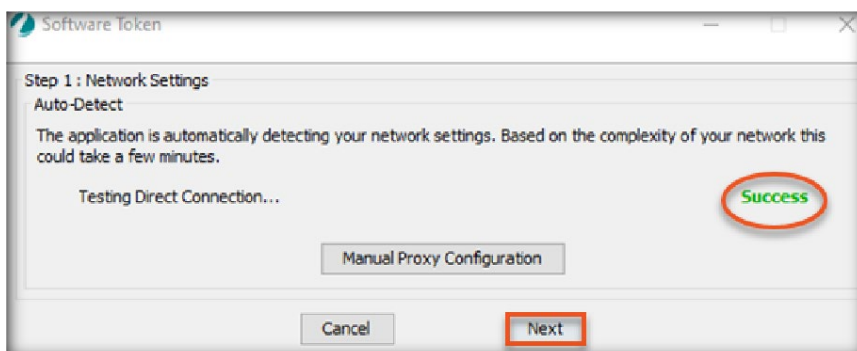 Software Token
Step 1 : Network Settings
Auto-Detect
The application is automatically detecting your network settings. Based on the complexity of your network this
could take a few minutes.
Testing Direct Connection... Success
Manual Proxy Configuration
Cancel Next